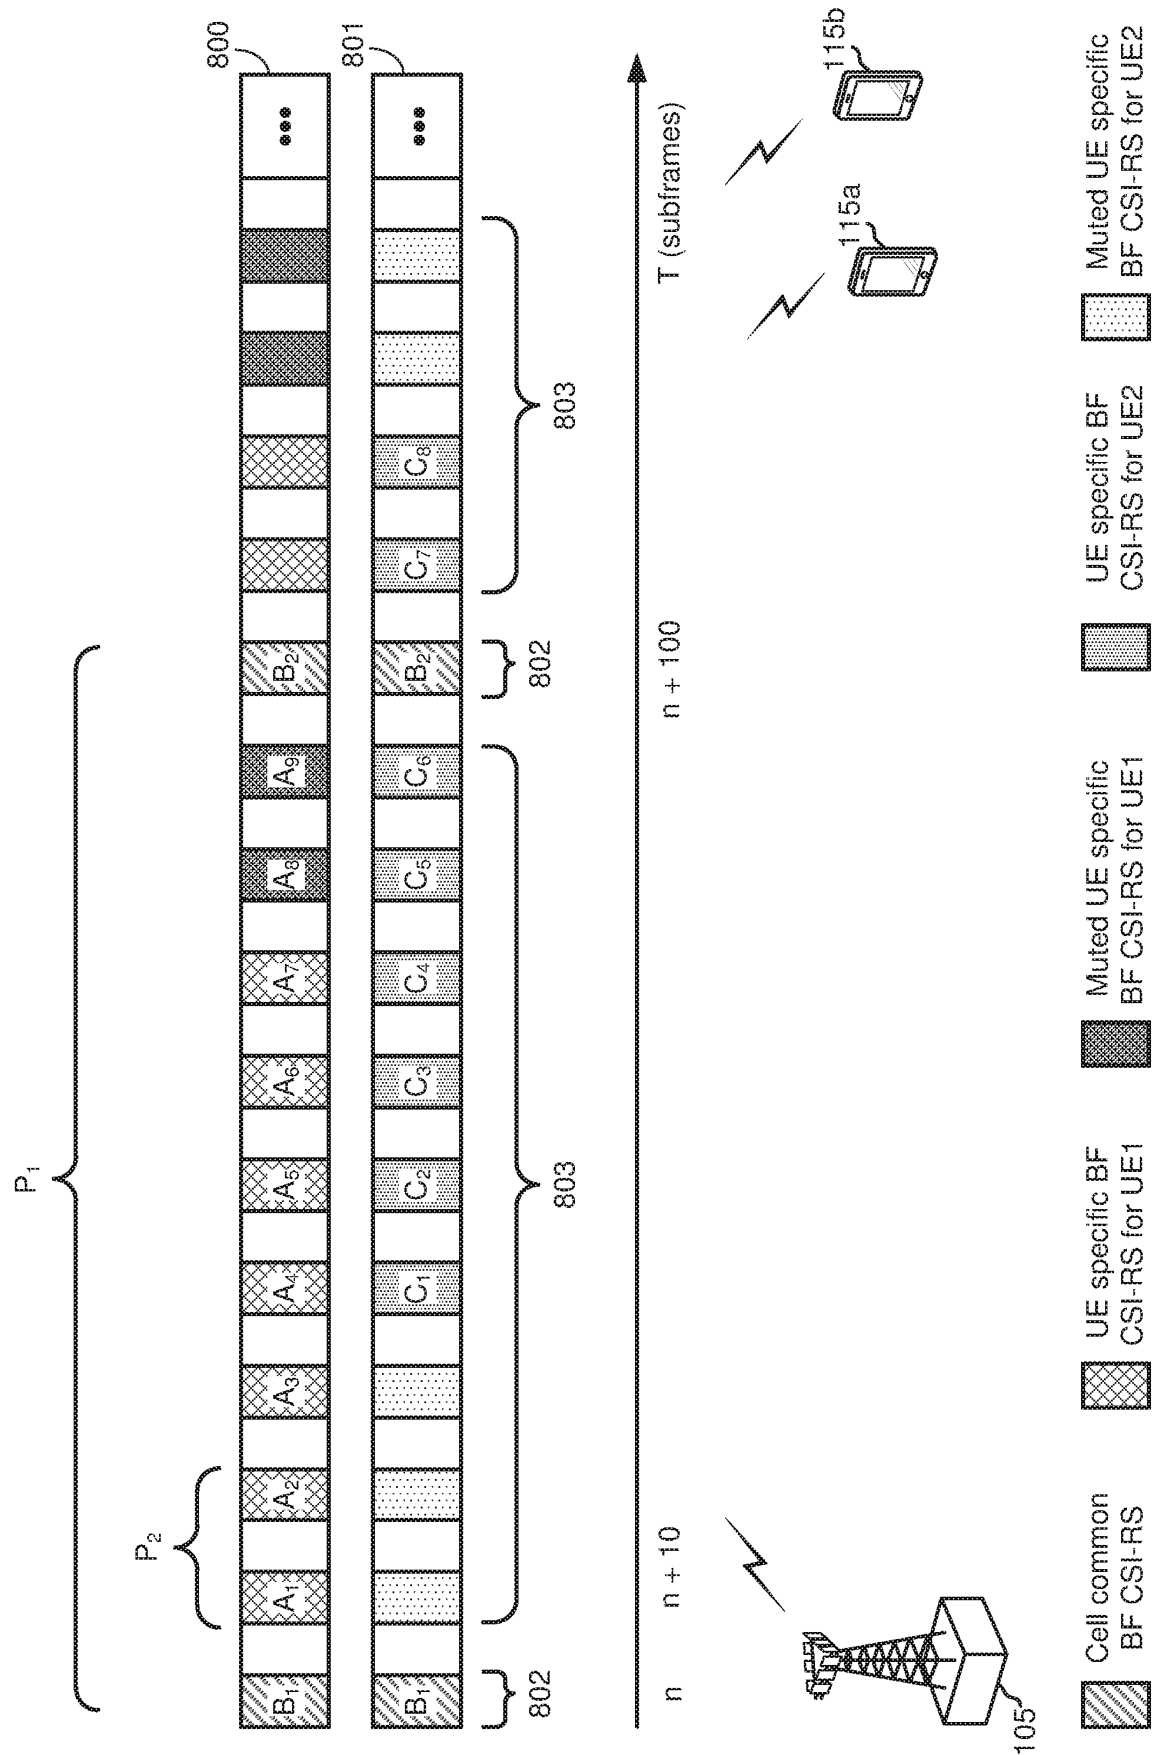 P1
P2
800
B1
A1
A2
A3
A4
A5
A6
A7
A8
A9
B2
•••
801
B1
C1
C2
C3
C4
C5
C6
B2
C7
C8
•••
802
803
802
803
n
n + 10
n + 100
T (subframes)
105
115a
115b
Cell common
BF CSI-RS
UE specific BF
CSI-RS for UE1
Muted UE specific
BF CSI-RS for UE1
UE specific BF
CSI-RS for UE2
Muted UE specific
BF CSI-RS for UE2